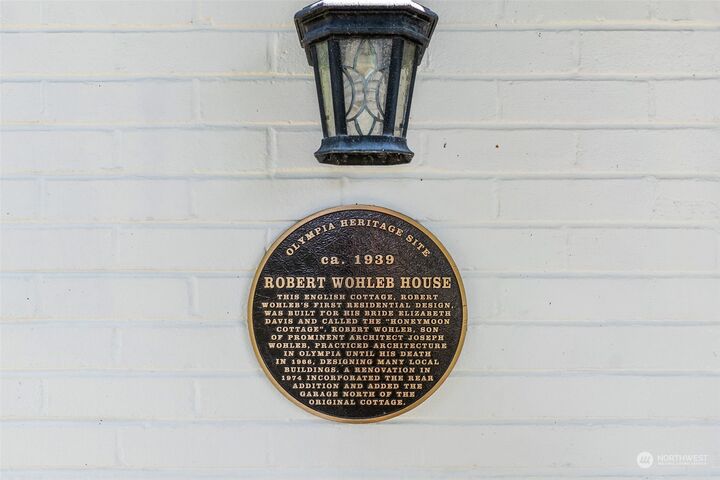 OLYMPIA HERITAGE SITE
ca. 1939
ROBERT WOHLEB HOUSE
THIS ENGLISH COTTAGE, ROBERT
WOHLEB'S FIRST RESIDENTIAL DESIGN,
WAS BUILT FOR HIS BRIDE ELIZABETH
DAVIS AND CALLED THE "HONEYMOON
COTTAGE". ROBERT WOHLEB, SON
OF PROMINENT ARCHITECT JOSEPH
WOHLEB, PRACTICED ARCHITECTURE
IN OLYMPIA UNTIL HIS DEATH
IN 1966, DESIGNING MANY LOCAL
BUILDINGS. A RENOVATION IN
1974 INCORPORATED THE REAR
ADDITION AND ADDED THE
GARAGE NORTH OF THE
ORIGINAL COTTAGE.
NORTHWEST